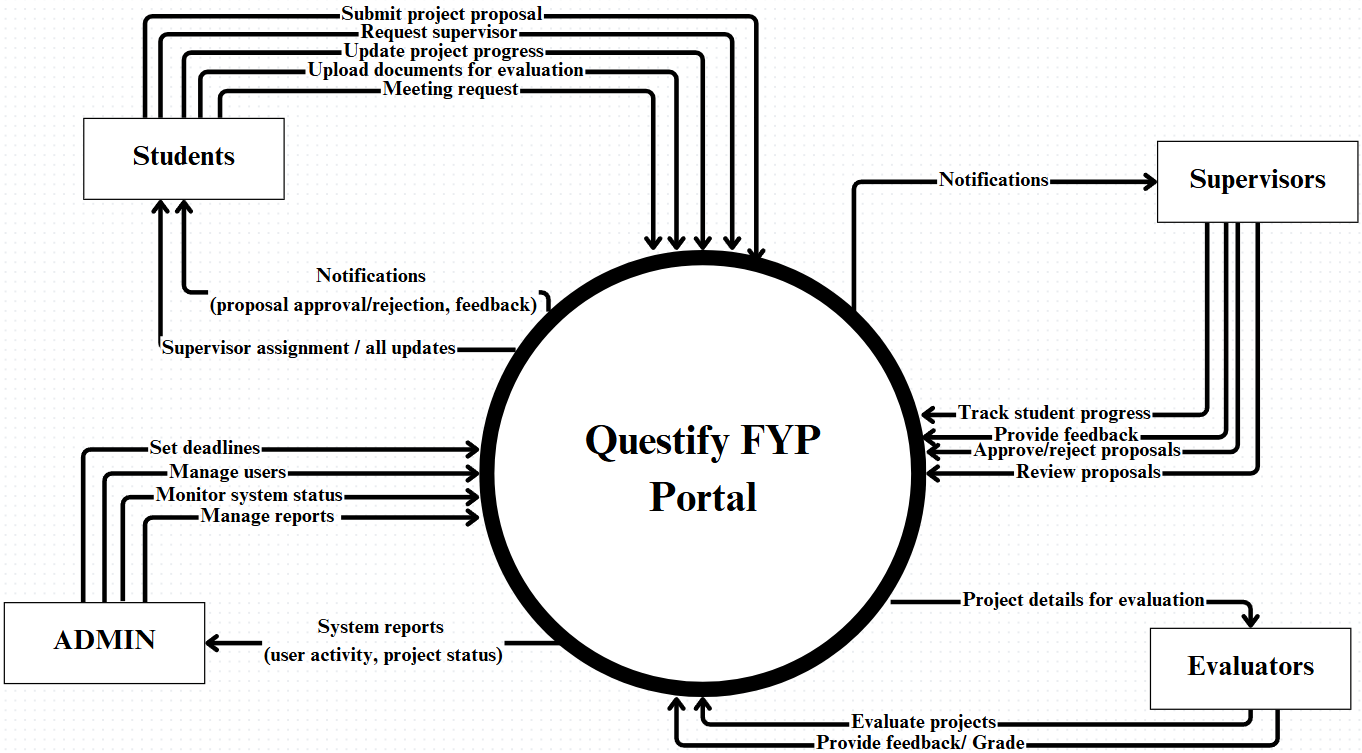 Submit project proposal
Request supervisor
Update project progress
Upload documents for evaluation
Meeting request
Students
Notifications
Supervisors
Notifications
(proposal approval/rejection, feedback)
Supervisor assignment / all updates
Track student progress
Provide feedback
Approve/reject proposals
Review proposals
Questify FYP
Portal
Set deadlines
Manage users
Monitor system status
Manage reports
ADMIN
System reports
(user activity, project status)
Project details for evaluation
Evaluators
Evaluate projects
Provide feedback/ Grade